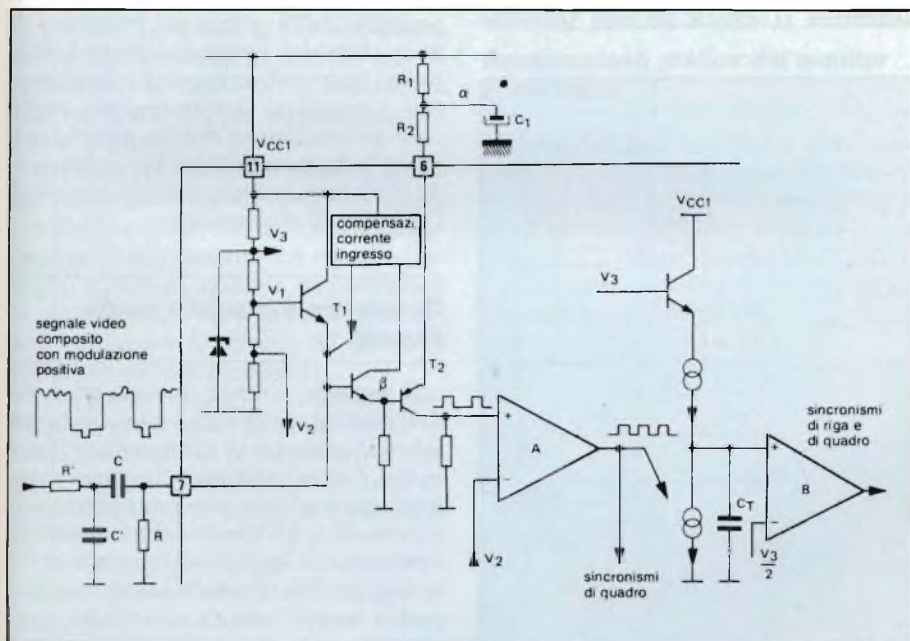 R1
α
C1
R2
VCC1
11
6
V3
compensaz.
corrente
ingresso
V1
T1
VCC1
V3
segnale video
composito
con modulazione
positiva
β
T2
V2
R'
C
7
C'
R
+
A
−
V2
sincronismi
di quadro
sincronismi
di riga e
di quadro
+
B
−
CT
V3
2